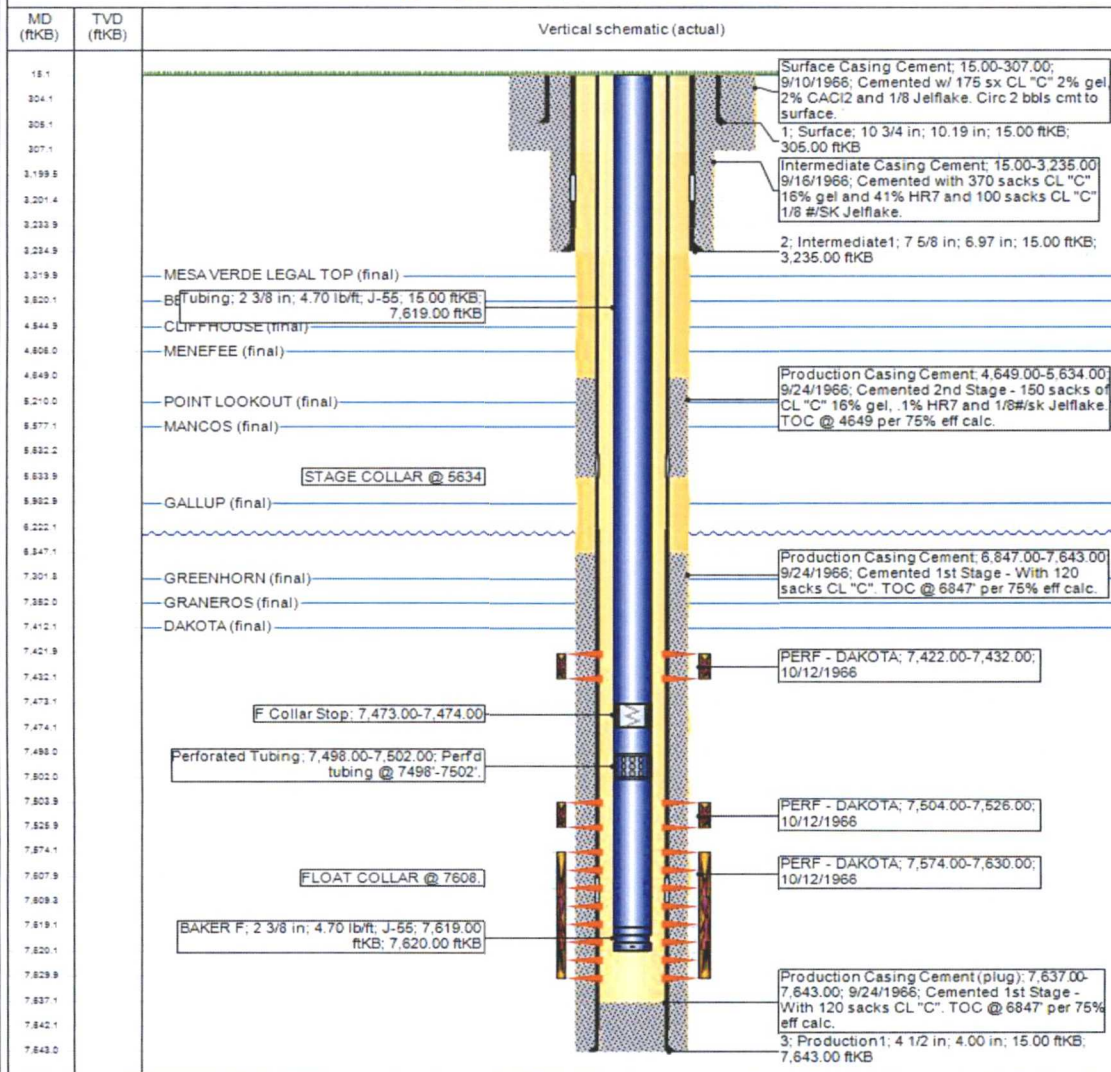 MD
(ftKB)
TVD
(ftKB)
Vertical schematic (actual)
15.1
304.1
305.1
307.1
3,199.5
3,201.4
3,233.9
3,234.9
3,319.9
3,820.1
4,544.9
4,606.0
4,649.0
5,210.0
5,577.1
5,632.2
5,633.9
5,902.9
6,222.1
6,847.1
7,301.8
7,352.0
7,412.1
7,421.9
7,432.1
7,473.1
7,474.1
7,498.0
7,502.0
7,503.9
7,525.9
7,574.1
7,607.9
7,609.3
7,619.1
7,620.1
7,629.9
7,637.1
7,642.1
7,643.0
MESAVERDE LEGAL TOP (final)
BE
Tubing; 2 3/8 in; 4.70 lb/ft; J-55; 15.00 ftKB;
7,619.00 ftKB
CLIFFHOUSE (final)
MENEFEE (final)
POINT LOOKOUT (final)
MANCOS (final)
STAGE COLLAR @ 5634
GALLUP (final)
GREENHORN (final)
GRANEROS (final)
DAKOTA (final)
F Collar Stop; 7,473.00-7,474.00
Perforated Tubing; 7,498.00-7,502.00; Perf'd
tubing @ 7498'-7502'.
FLOAT COLLAR @ 7608.
BAKER F; 2 3/8 in; 4.70 lb/ft; J-55; 7,619.00
ftKB; 7,620.00 ftKB
Surface Casing Cement; 15.00-307.00;
9/10/1966; Cemented w/ 175 sx CL "C" 2% gel,
2% CACl2 and 1/8 Jelflake. Circ 2 bbls cmt to
surface.
1; Surface; 10 3/4 in; 10.19 in; 15.00 ftKB;
305.00 ftKB
Intermediate Casing Cement; 15.00-3,235.00
9/16/1966; Cemented with 370 sacks CL "C"
16% gel and 41% HR7 and 100 sacks CL "C"
1/8 #/SK Jelflake.
2; Intermediate1; 7 5/8 in; 6.97 in; 15.00 ftKB;
3,235.00 ftKB
Production Casing Cement; 4,649.00-5,634.00;
9/24/1966; Cemented 2nd Stage - 150 sacks of
CL "C" 16% gel, .1% HR7 and 1/8#/sk Jelflake.
TOC @ 4649 per 75% eff calc.
Production Casing Cement; 6,847.00-7,643.00;
9/24/1966; Cemented 1st Stage - With 120
sacks CL "C". TOC @ 6847' per 75% eff calc.
PERF - DAKOTA; 7,422.00-7,432.00;
10/12/1966
PERF - DAKOTA; 7,504.00-7,526.00;
10/12/1966
PERF - DAKOTA; 7,574.00-7,630.00;
10/12/1966
Production Casing Cement (plug); 7,637.00-
7,643.00; 9/24/1966; Cemented 1st Stage -
With 120 sacks CL "C". TOC @ 6847' per 75%
eff calc.
3; Production1; 4 1/2 in; 4.00 in; 15.00 ftKB;
7,643.00 ftKB